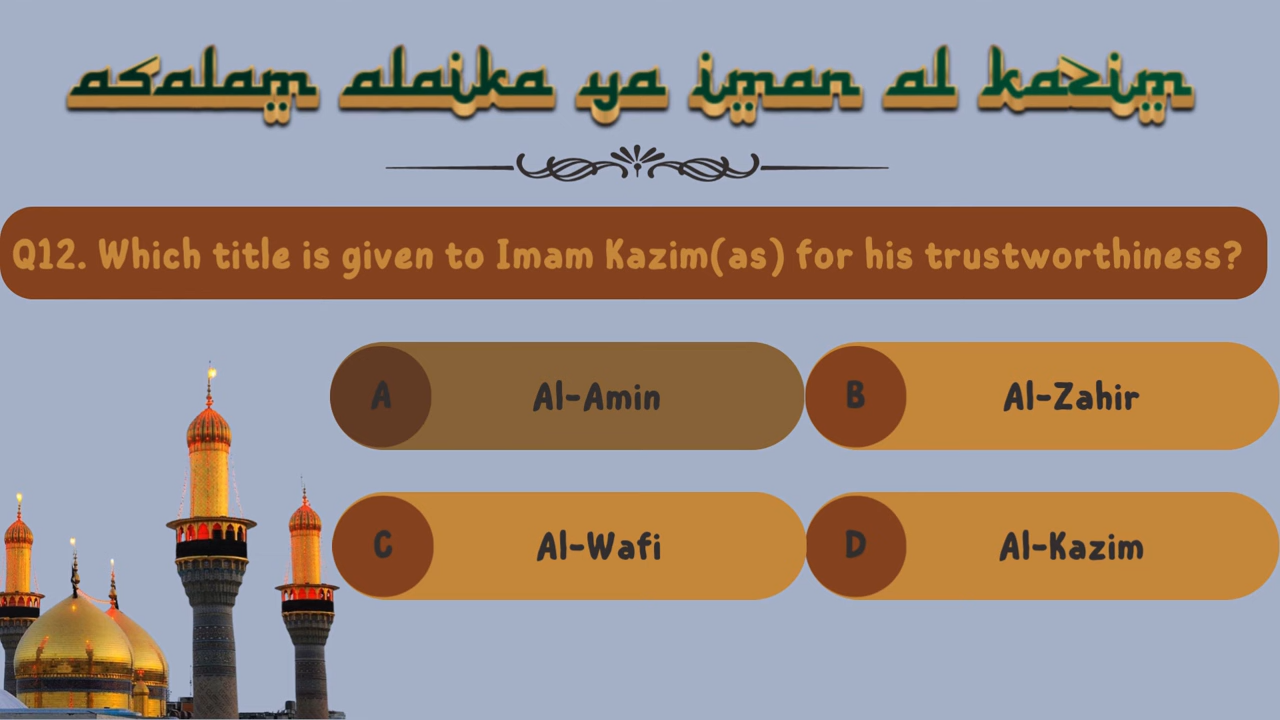 asalam alaika ya imam al kazim
Q12. Which title is given to Imam Kazim(as) for his trustworthiness?
A Al-Amin
B Al-Zahir
C Al-Wafi
D Al-Kazim